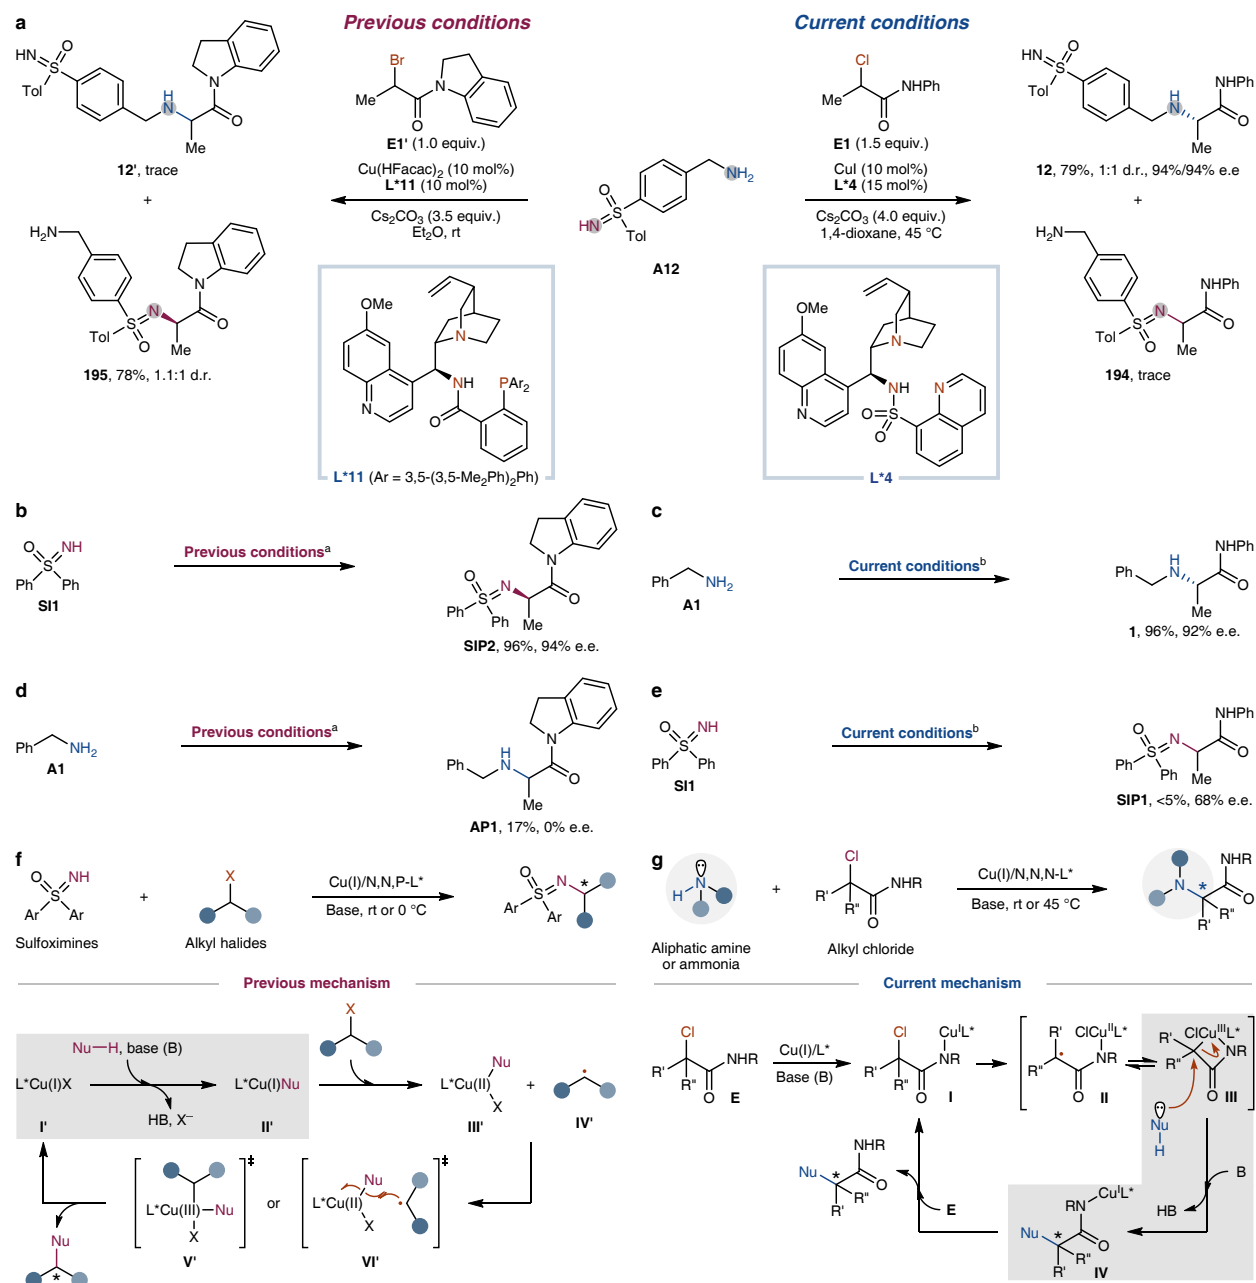 a
Previous conditions
Current conditions
HN
S
O
Tol
H
N
N
O
Me
12', trace
+
H2N
N
O
S
N
Tol
O
Me
195, 78%, 1.1:1 d.r.
Br
Me
N
O
E1' (1.0 equiv.)
Cu(HFacac)2 (10 mol%)
L*11 (10 mol%)
Cs2CO3 (3.5 equiv.)
Et2O, rt
NH2
O
HN
S
Tol
A12
Cl
Me
NHPh
O
E1 (1.5 equiv.)
CuI (10 mol%)
L*4 (15 mol%)
Cs2CO3 (4.0 equiv.)
1,4-dioxane, 45 °C
HN
S
O
Tol
H
N
NHPh
O
Me
12, 79%, 1:1 d.r., 94%/94% e.e
+
H2N
NHPh
N
O
S
Tol
O
Me
194, trace
OMe
N
N
NH
O
PAr2
L*11 (Ar = 3,5-(3,5-Me2Ph)2Ph)
OMe
N
N
NH
N
O
S
O
L*4
b
O
NH
S
Ph
Ph
SI1
Previous conditionsa
N
O
N
S
O
Ph
Ph
Me
SIP2, 96%, 94% e.e.
c
Ph
NH2
A1
Current conditionsb
NHPh
H
N
Ph
O
Me
1, 96%, 92% e.e.
d
Ph
NH2
A1
Previous conditionsa
N
H
N
Ph
O
Me
AP1, 17%, 0% e.e.
e
O
NH
S
Ph
Ph
SI1
Current conditionsb
NHPh
O
N
S
O
Ph
Ph
Me
SIP1, <5%, 68% e.e.
f
O
NH
S
Ar
Ar
Sulfoximines
+
X
Alkyl halides
Cu(I)/N,N,P-L*
Base, rt or 0 °C
O
N
*
S
Ar
Ar
g
N
H
Aliphatic amine
or ammonia
+
Cl
R'
R"
NHR
O
Alkyl chloride
Cu(I)/N,N,N-L*
Base, rt or 45 °C
NHR
N
*
O
R'
R"
Previous mechanism
Nu—H, base (B)
L*Cu(I)X
HB, X–
L*Cu(I)Nu
I'
II'
X
Nu
L*Cu(II)
X
III'
+
IV'
‡
L*Cu(III)
Nu
X
V'
or
‡
L*Cu(II)
Nu
X
VI'
Nu
*
Current mechanism
Cl
R'
R"
NHR
O
E
Cu(I)/L*
Base (B)
Cl
CuIL*
R'
R"
NR
O
I
R'
ClCuIIL*
R"
NR
O
II
ClCuIIIL*
R'
R"
NR
O
III
Nu
H
B
HB
CuIL*
RN
Nu
*
O
R'
R"
IV
E
NHR
Nu
*
O
R'
R"